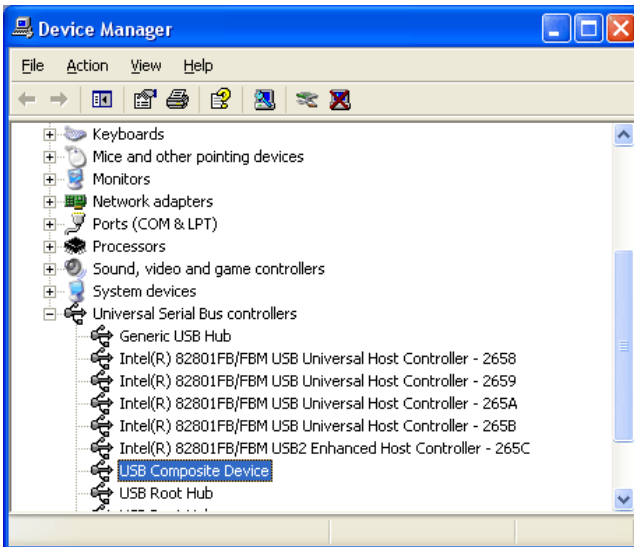 Device Manager
File Action View Help
Keyboards
Mice and other pointing devices
Monitors
Network adapters
Ports (COM & LPT)
Processors
Sound, video and game controllers
System devices
Universal Serial Bus controllers
Generic USB Hub
Intel(R) 82801FB/FBM USB Universal Host Controller - 2658
Intel(R) 82801FB/FBM USB Universal Host Controller - 2659
Intel(R) 82801FB/FBM USB Universal Host Controller - 265A
Intel(R) 82801FB/FBM USB Universal Host Controller - 265B
Intel(R) 82801FB/FBM USB2 Enhanced Host Controller - 265C
USB Composite Device
USB Root Hub